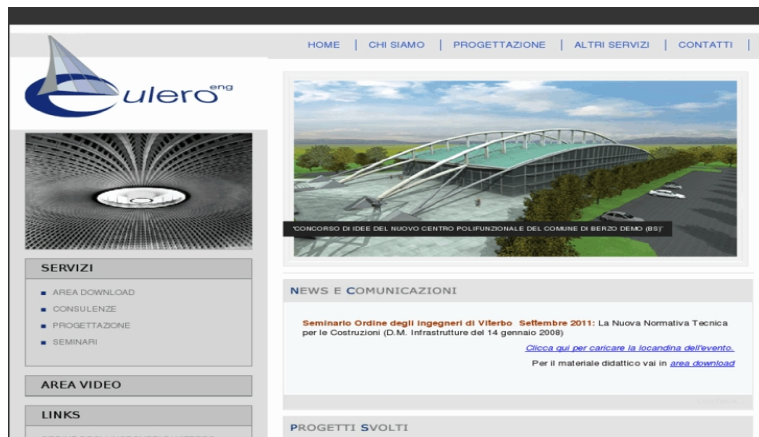 HOME | CHI SIAMO | PROGETTAZIONE | ALTRI SERVIZI | CONTATTI |
eulero eng
"CONCORSO DI IDEE DEL NUOVO CENTRO POLIFUNZIONALE DEL COMUNE DI BERZO DEMO (BS)"
SERVIZI
AREA DOWNLOAD
CONSULENZE
PROGETTAZIONE
SEMINARI
AREA VIDEO
LINKS
NEWS E COMUNICAZIONI
Seminario Ordine degli Ingegneri di Viterbo Settembre 2011: La Nuova Normativa Tecnica
per le Costruzioni (D.M. Infrastrutture del 14 gennaio 2008)
Clicca qui per caricare la locandina dell'evento.
Per il materiale didattico vai in area download
PROGETTI SVOLTI